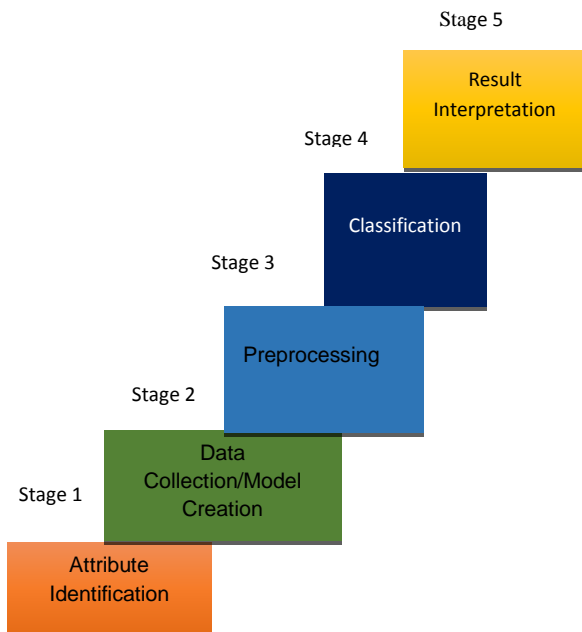 Stage 5
Result
Interpretation
Stage 4
Classification
Stage 3
Preprocessing
Stage 2
Data
Collection/Model
Creation
Stage 1
Attribute
Identification